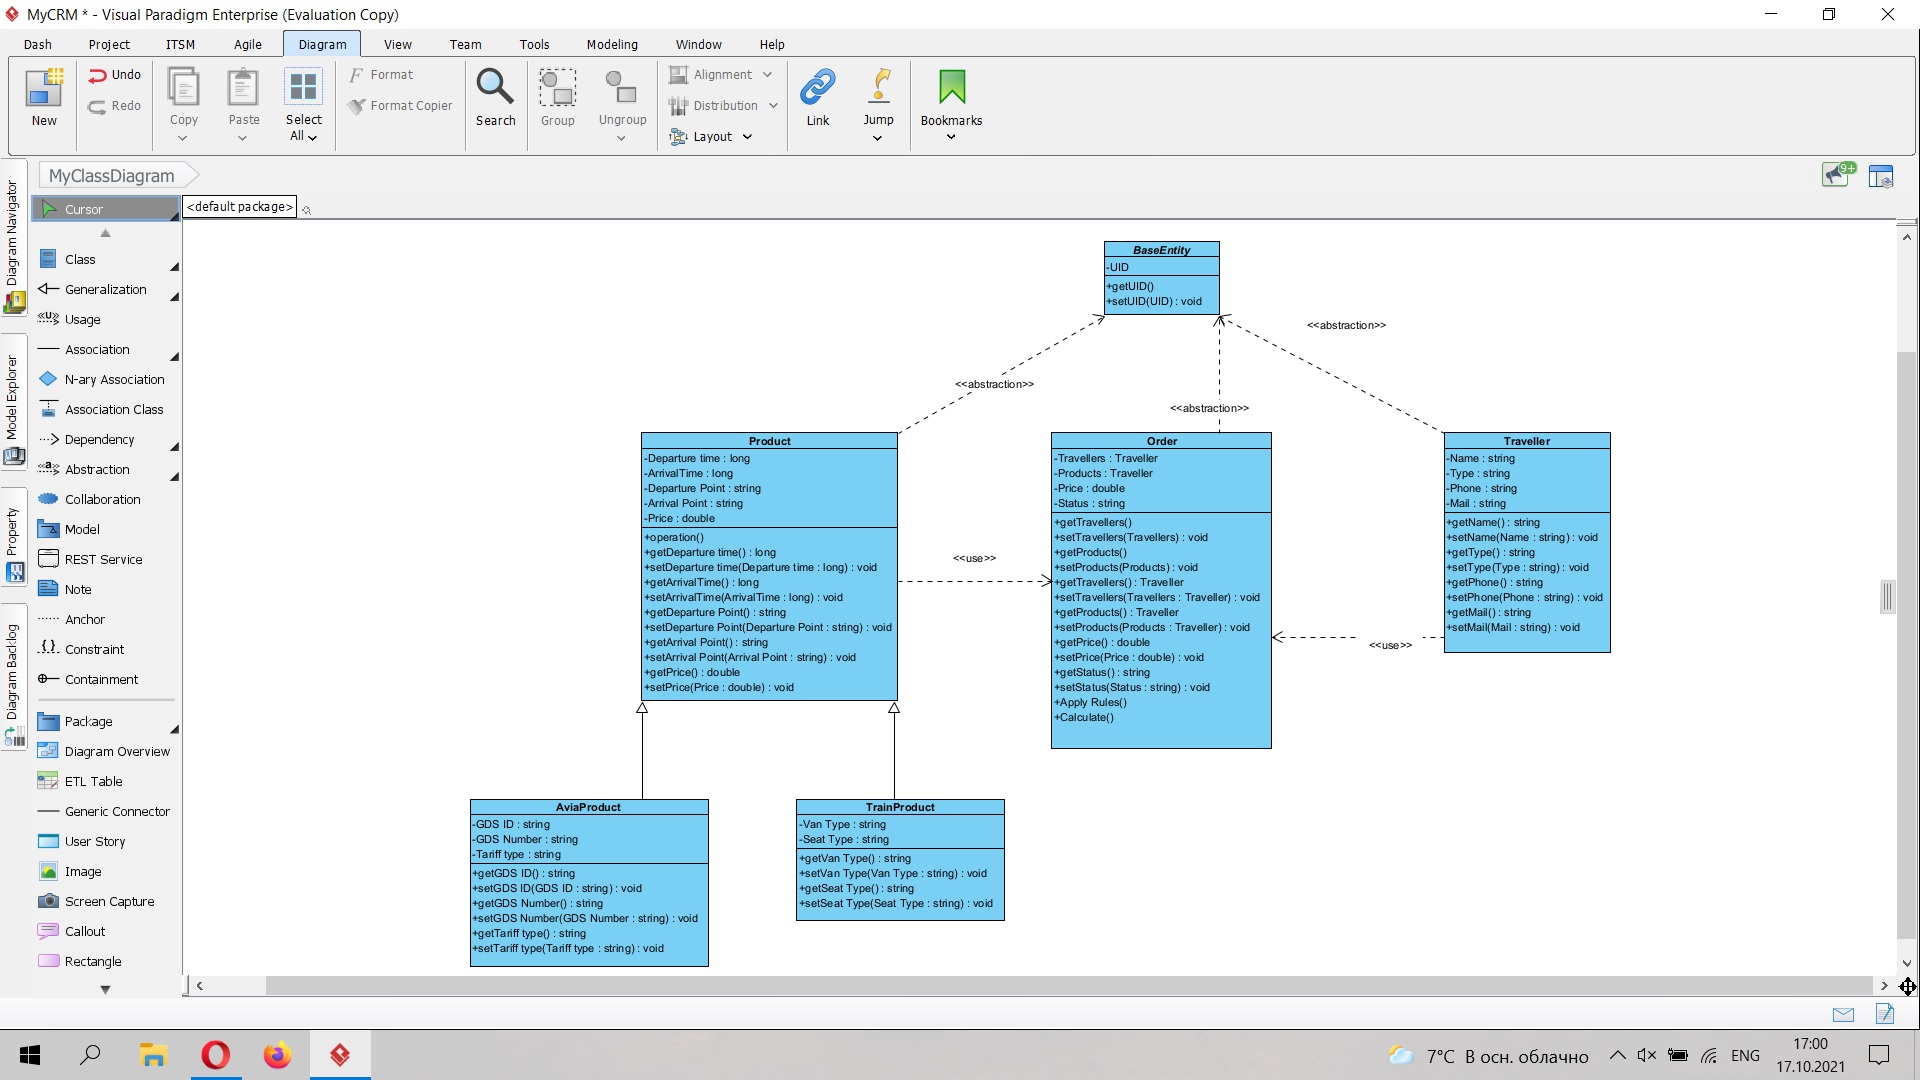 MyCRM * - Visual Paradigm Enterprise (Evaluation Copy)
Dash Project ITSM Agile Diagram View Team Tools Modeling Window Help
New
Undo
Redo
Copy
Paste
Select
All
Format
Format Copier
Search
Group
Ungroup
Alignment
Distribution
Layout
Link
Jump
Bookmarks
MyClassDiagram
9+
Diagram Navigator
Model Explorer
Property
Diagram Backlog
Cursor
Class
Generalization
Usage
Association
N-ary Association
Association Class
Dependency
Abstraction
Collaboration
Model
REST Service
Note
Anchor
Constraint
Containment
Package
Diagram Overview
ETL Table
Generic Connector
User Story
Image
Screen Capture
Callout
Rectangle
<default package>
BaseEntity
-UID
+getUID()
+setUID(UID) : void
<<abstraction>>
<<abstraction>>
<<abstraction>>
Product
-Departure time : long
-ArrivalTime : long
-Departure Point : string
-Arrival Point : string
-Price : double
+operation()
+getDeparture time() : long
+setDeparture time(Departure time : long) : void
+getArrivalTime() : long
+setArrivalTime(ArrivalTime : long) : void
+getDeparture Point() : string
+setDeparture Point(Departure Point : string) : void
+getArrival Point() : string
+setArrival Point(Arrival Point : string) : void
+getPrice() : double
+setPrice(Price : double) : void
<<use>>
Order
-Travellers : Traveller
-Products : Traveller
-Price : double
-Status : string
+getTravellers()
+setTravellers(Travellers) : void
+getProducts()
+setProducts(Products) : void
+getTravellers() : Traveller
+setTravellers(Travellers : Traveller) : void
+getProducts() : Traveller
+setProducts(Products : Traveller) : void
+getPrice() : double
+setPrice(Price : double) : void
+getStatus() : string
+setStatus(Status : string) : void
+Apply Rules()
+Calculate()
<<use>>
Traveller
-Name : string
-Type : string
-Phone : string
-Mail : string
+getName() : string
+setName(Name : string) : void
+getType() : string
+setType(Type : string) : void
+getPhone() : string
+setPhone(Phone : string) : void
+getMail() : string
+setMail(Mail : string) : void
AviaProduct
-GDS ID : string
-GDS Number : string
-Tariff type : string
+getGDS ID() : string
+setGDS ID(GDS ID : string) : void
+getGDS Number() : string
+setGDS Number(GDS Number : string) : void
+getTariff type() : string
+setTariff type(Tariff type : string) : void
TrainProduct
-Van Type : string
-Seat Type : string
+getVan Type() : string
+setVan Type(Van Type : string) : void
+getSeat Type() : string
+setSeat Type(Seat Type : string) : void
7°C В осн. облачно
ENG
17:00
17.10.2021